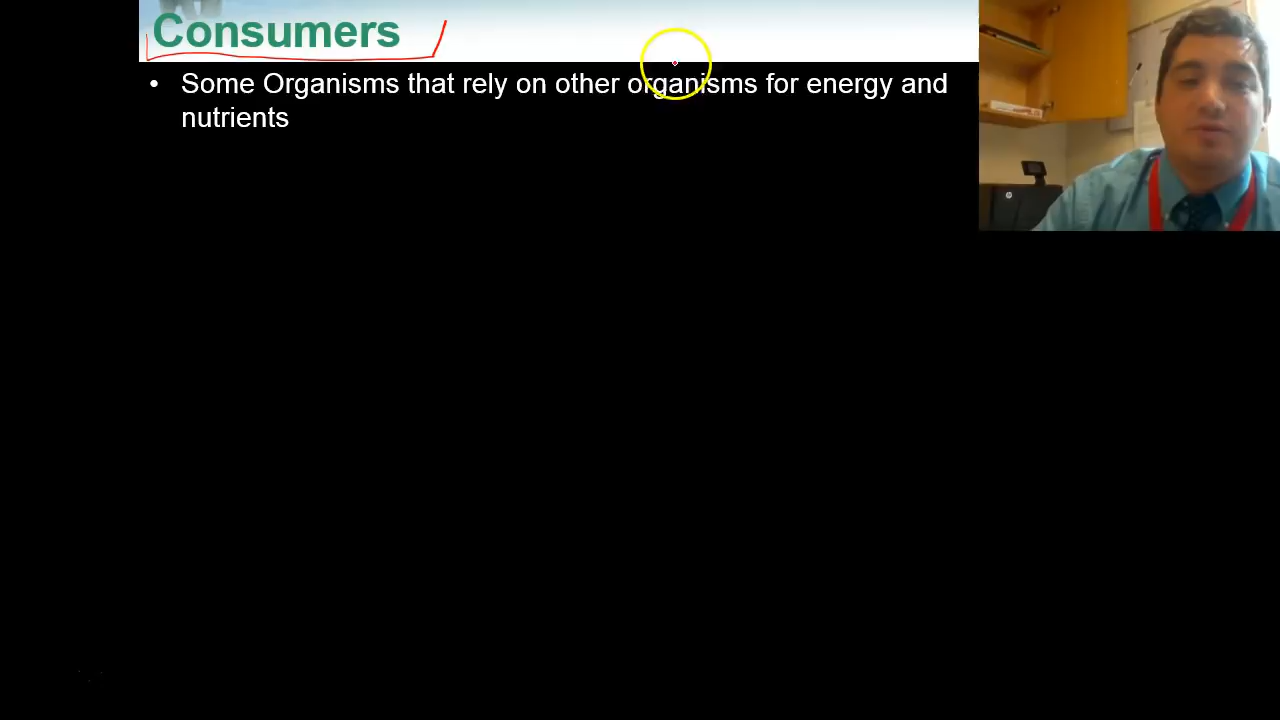 Consumers
• Some Organisms that rely on other organisms for energy and
nutrients